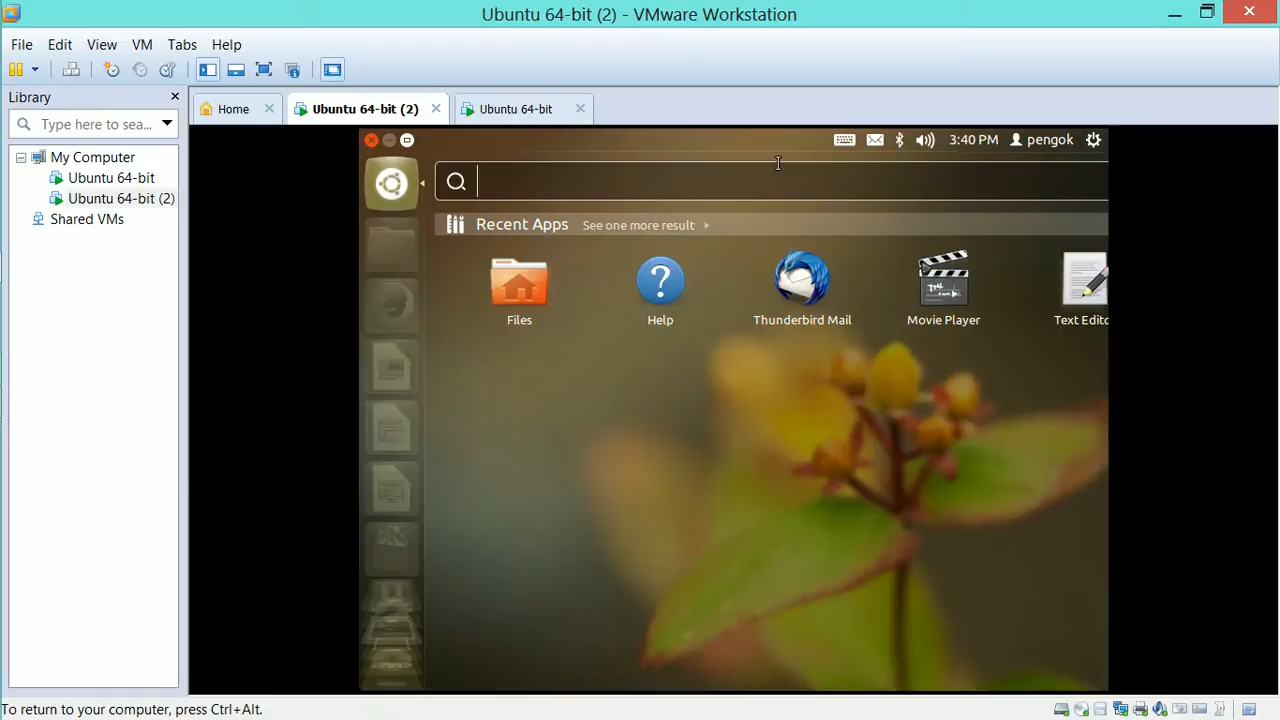 Ubuntu 64-bit (2) - VMware Workstation
File Edit View VM Tabs Help
Library
Type here to sea...
My Computer
Ubuntu 64-bit
Ubuntu 64-bit (2)
Shared VMs
Home
Ubuntu 64-bit (2)
Ubuntu 64-bit
3:40 PM pengok
Recent Apps See one more result
Files
Help
Thunderbird Mail
Movie Player
Text Edito
To return to your computer, press Ctrl+Alt.